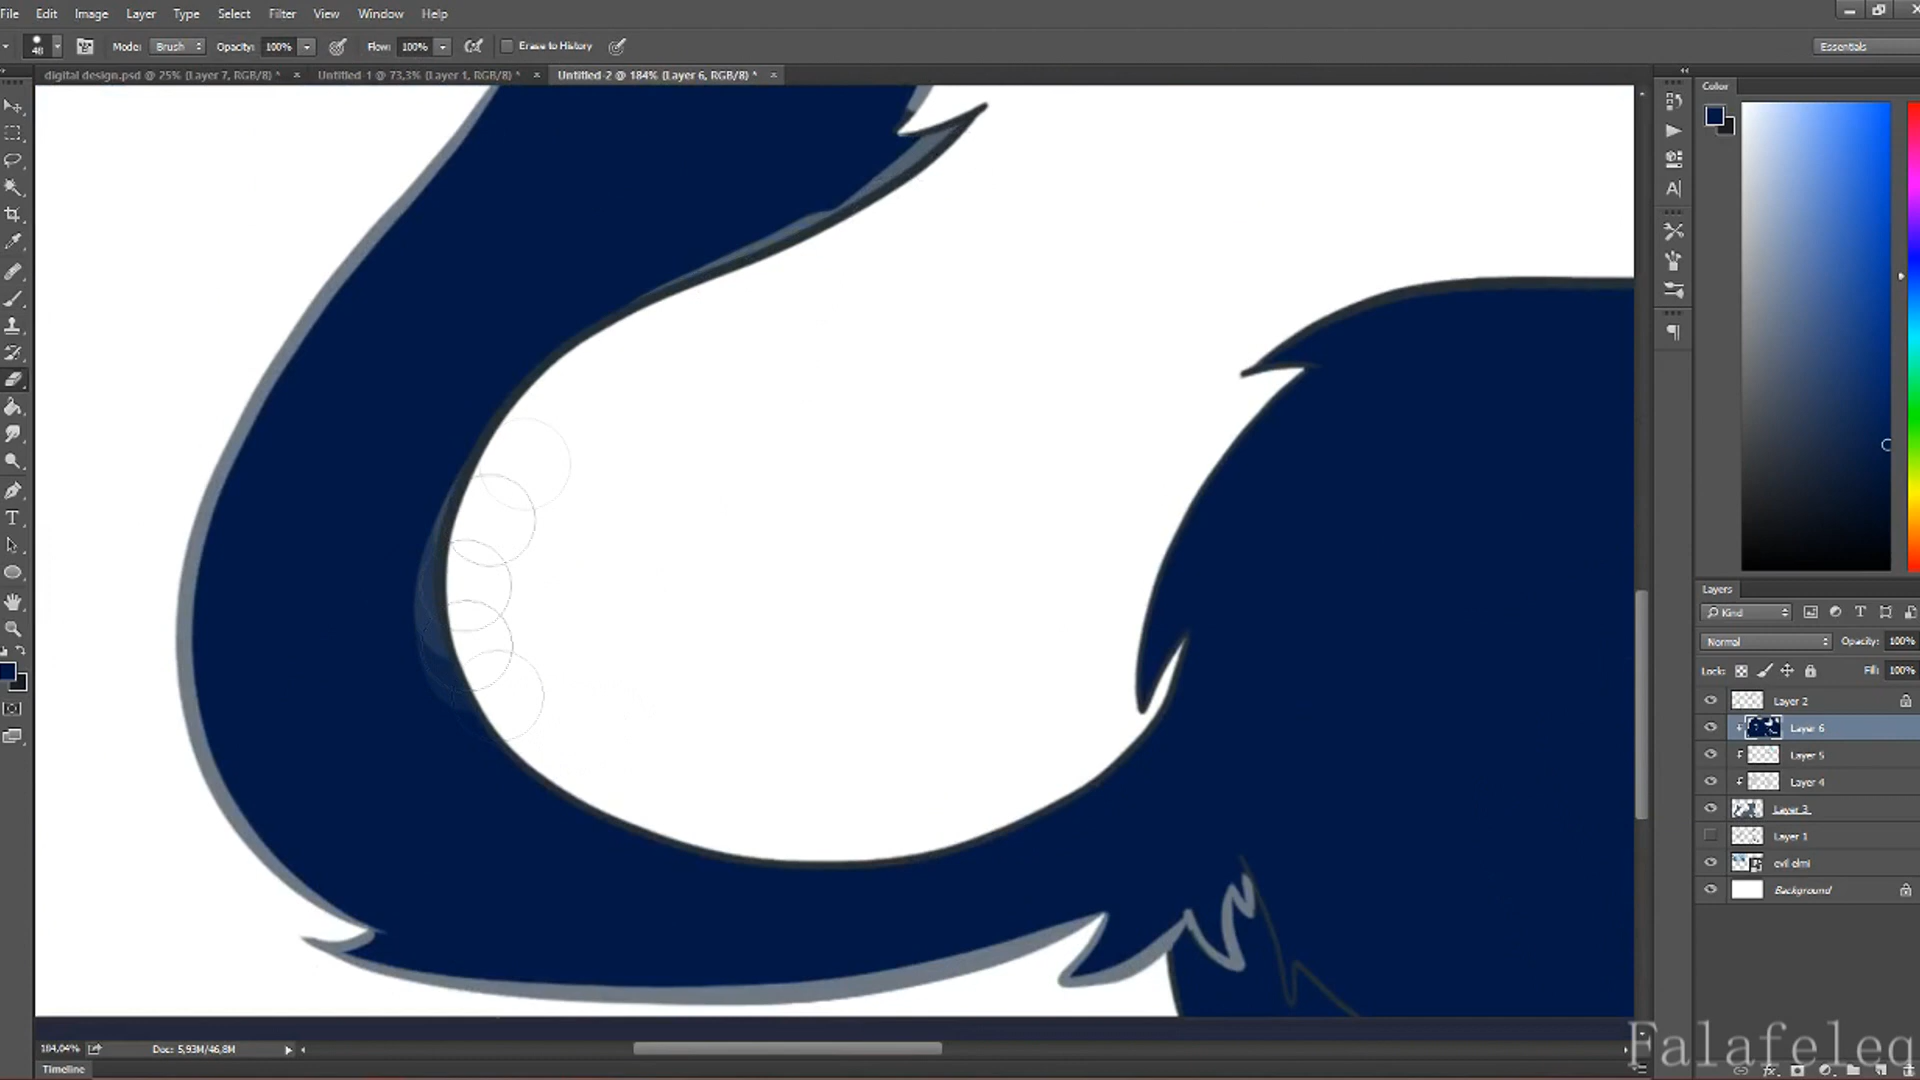 File Edit Image Layer Type Select Filter View Window Help
48 Mode: Brush Opacity: 100% Flow: 100% Erase to History Essentials
digital design.psd @ 25% (Layer 7, RGB/8) * × Untitled-1 @ 73,3% (Layer 1, RGB/8) * × Untitled-2 @ 184% (Layer 6, RGB/8) * ×
Color
Layers
Kind
Normal Opacity: 100%
Lock: Fill: 100%
Layer 2
Layer 6
Layer 5
Layer 4
Layer 3
Layer 1
evil elmi
Background
184,04% Doc: 5,93M/46,8M
Timeline
Falafeleq